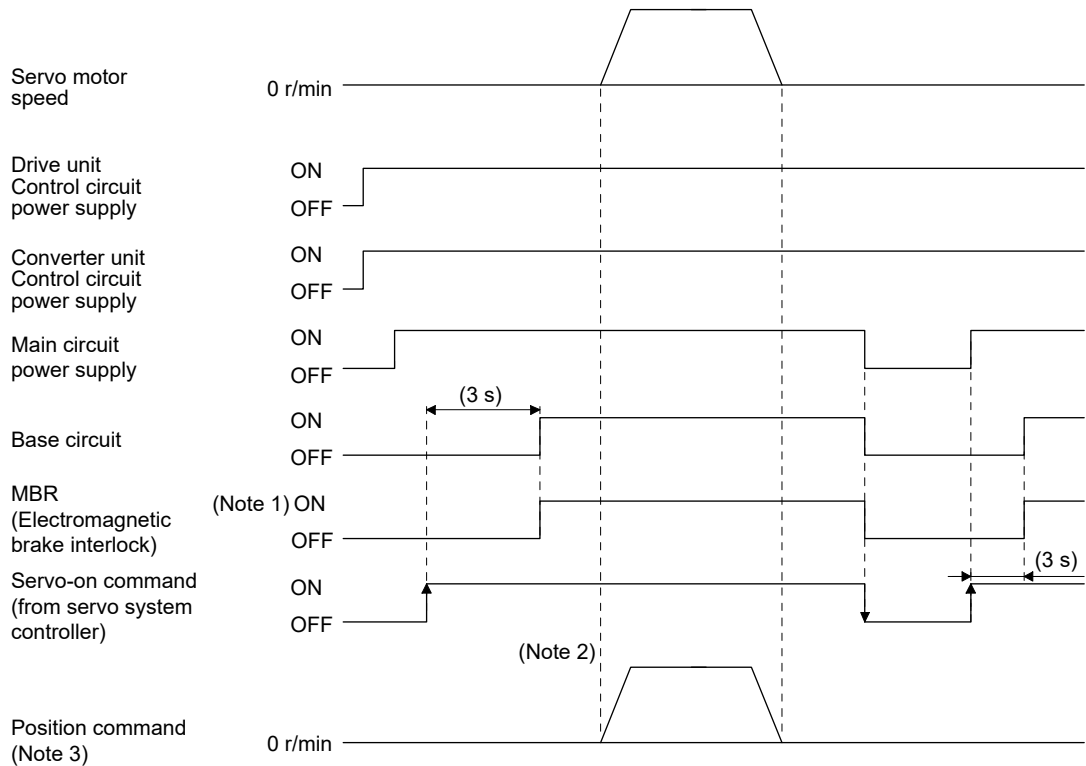 Servo motor
speed
0 r/min
Drive unit
Control circuit
power supply
ON
OFF
Converter unit
Control circuit
power supply
ON
OFF
Main circuit
power supply
ON
OFF
(3 s)
Base circuit
ON
OFF
MBR
(Electromagnetic
brake interlock)
(Note 1) ON
OFF
(3 s)
Servo-on command
(from servo system
controller)
ON
OFF
(Note 2)
Position command
(Note 3)
0 r/min